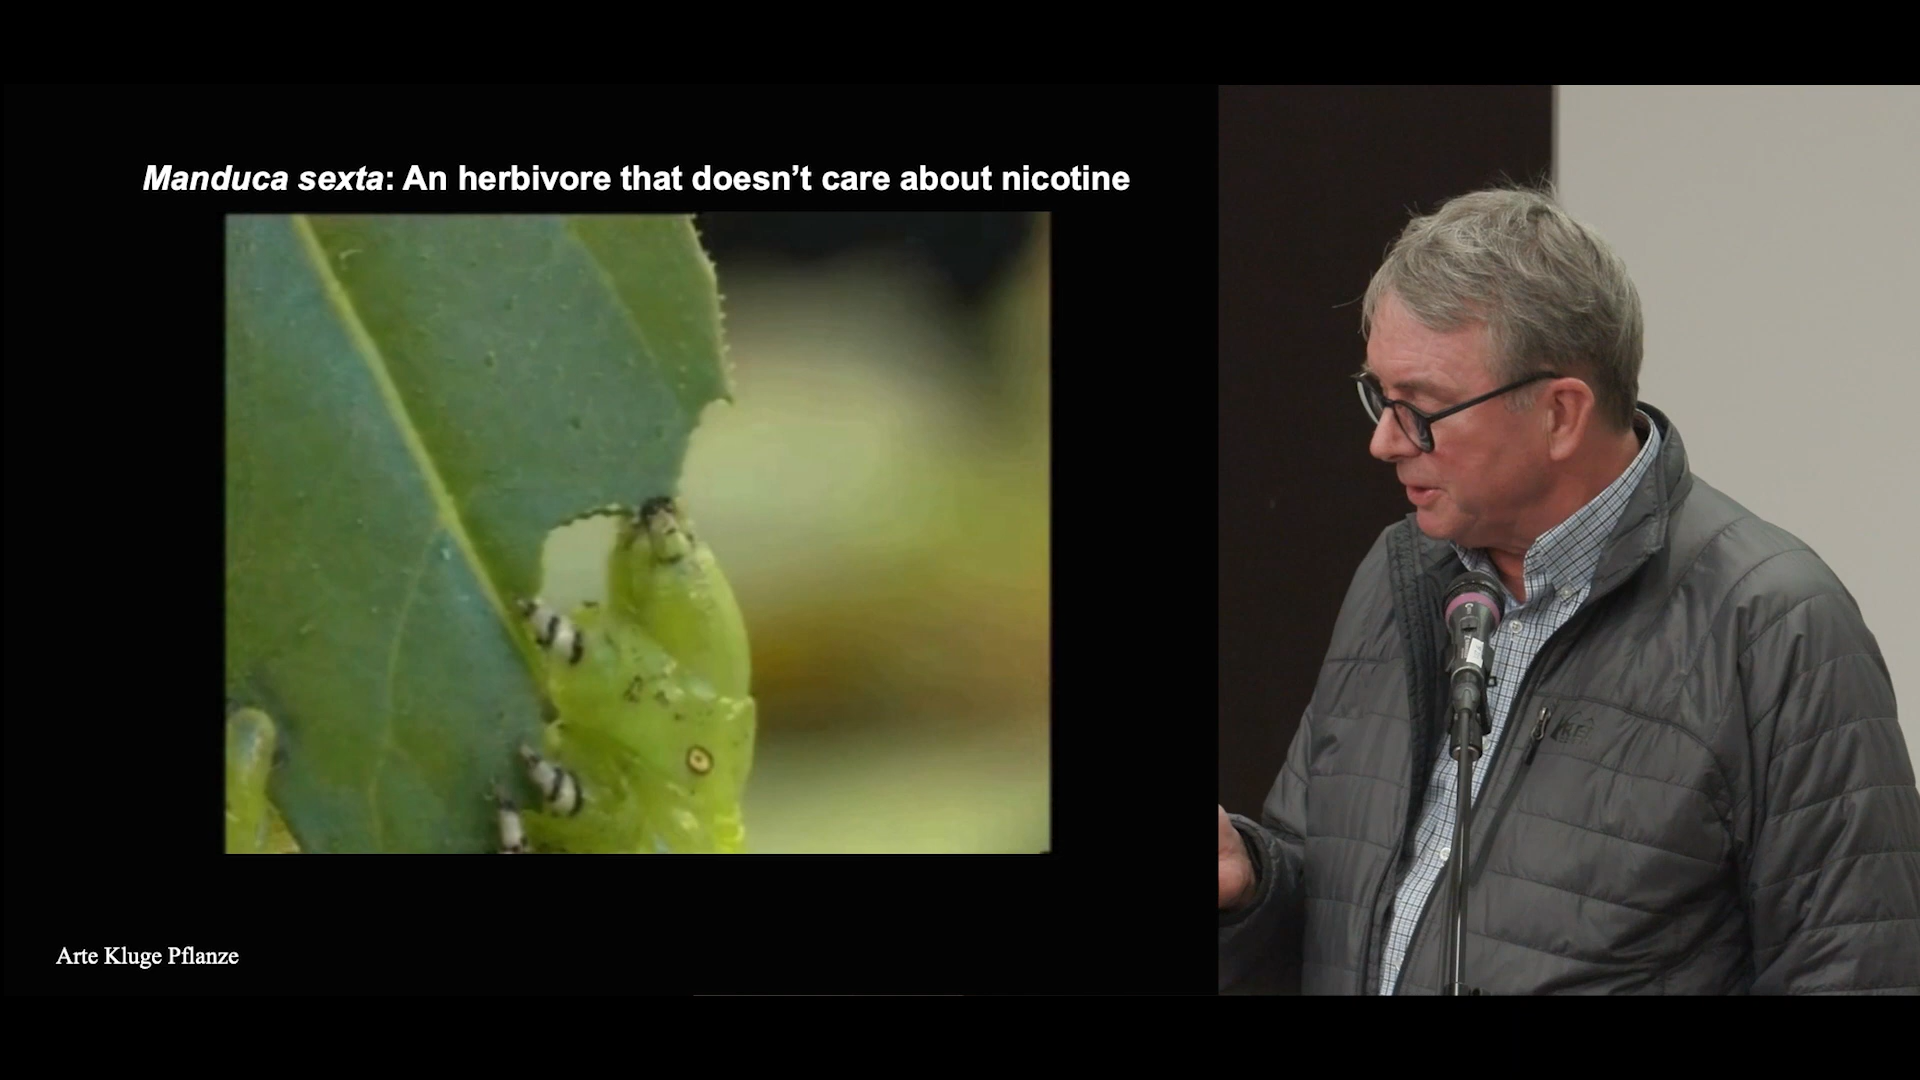 Manduca sexta: An herbivore that doesn’t care about nicotine
Arte Kluge Pflanze